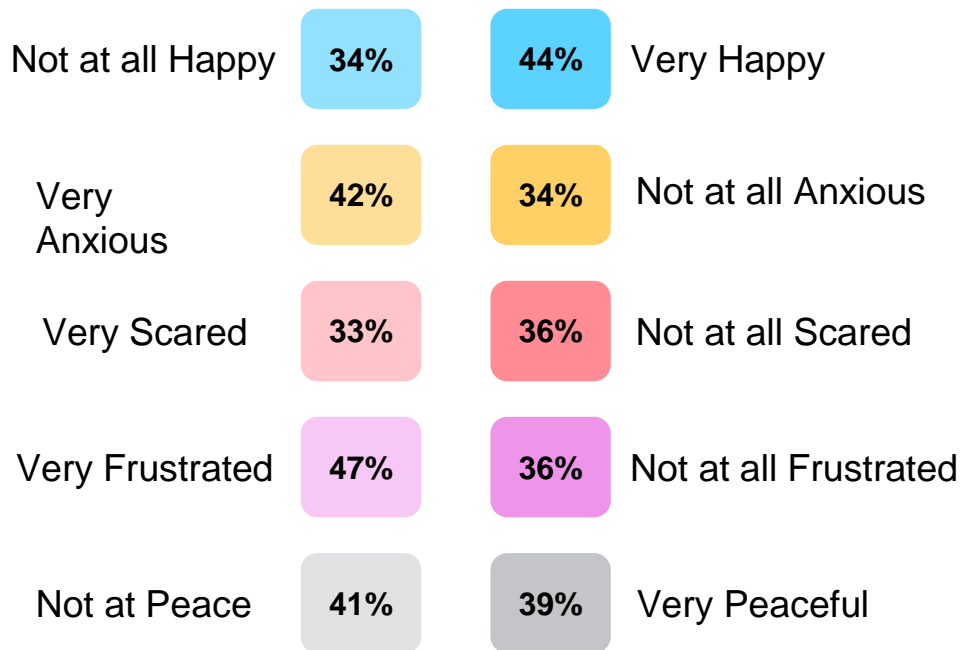 Not at all Happy 34% 44% Very Happy
Very
Anxious 42% 34% Not at all Anxious
Very Scared 33% 36% Not at all Scared
Very Frustrated 47% 36% Not at all Frustrated
Not at Peace 41% 39% Very Peaceful